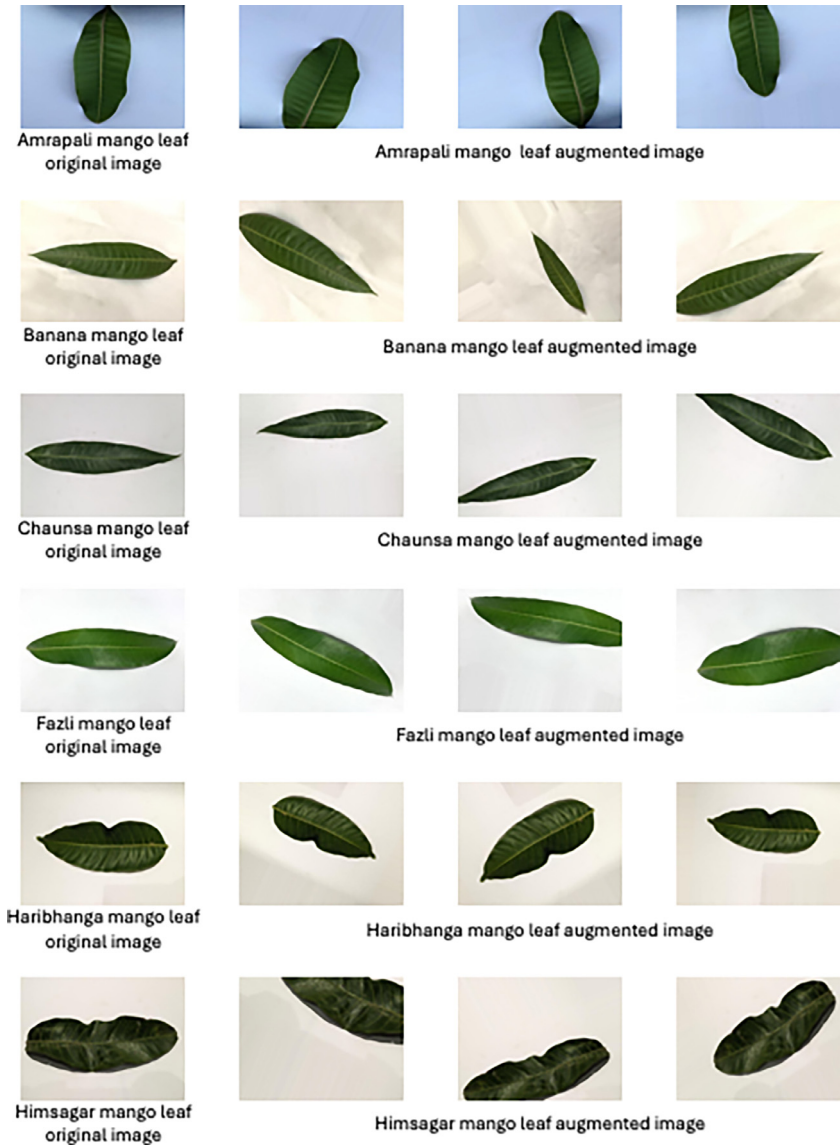 Amrapali mango leaf
original image
Amrapali mango leaf augmented image
Banana mango leaf
original image
Banana mango leaf augmented image
Chaunsa mango leaf
original image
Chaunsa mango leaf augmented image
Fazli mango leaf
original image
Fazli mango leaf augmented image
Haribhanga mango leaf
original image
Haribhanga mango leaf augmented image
Himsagar mango leaf
original image
Himsagar mango leaf augmented image